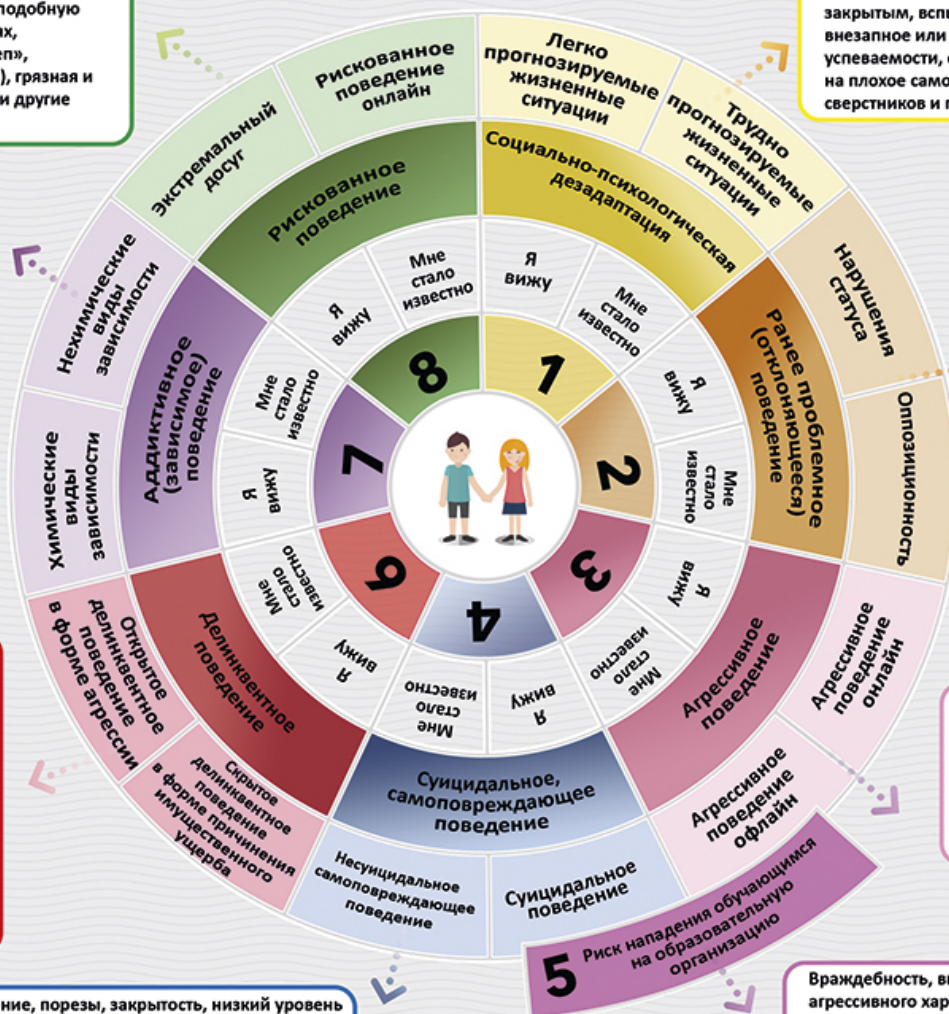 подобную
их,
еп»,
), грязная и
и другие
закрытым, вспы
внезапное или
успеваемости, о
на плохое само
сверстников и п
Легко
прогнозируемые
жизненные
ситуации
Трудно
прогнозируемые
жизненные
ситуации
Социально-психологическая
дезадаптация
Я
вижу
Мне
стало
известно
1
Нарушения
статуса
Оппозиционность
Ранее проблемное
(отклоняющееся)
поведение
Я
вижу
Мне
стало
известно
2
Агрессивное
поведение
онлайн
Агрессивное
поведение
офлайн
Агрессивное
поведение
Я
вижу
Мне
стало
известно
3
Суицидальное,
самоповреждающее
поведение
Несуицидальное
самоповреждающее
поведение
Суицидальное
поведение
Я
вижу
Мне
стало
известно
4
5
Риск нападения обучающимся
на образовательную
организацию
Делинквентное
поведение
Открытое
делинквентное
поведение
в форме агрессии
Скрытое
делинквентное
поведение
в форме причинения
имущественного
ущерба
Я
вижу
Мне
стало
известно
6
Аддиктивное
(зависимое)
поведение
Химические
виды
зависимости
Нехимические
виды
зависимости
Я
вижу
Мне
стало
известно
7
Рискованное
поведение
Экстремальный
досуг
Рискованное
поведение
онлайн
Я
вижу
Мне
стало
известно
8
ние, порезы, закрытость, низкий уровень
Враждебность, вы
агрессивного хар